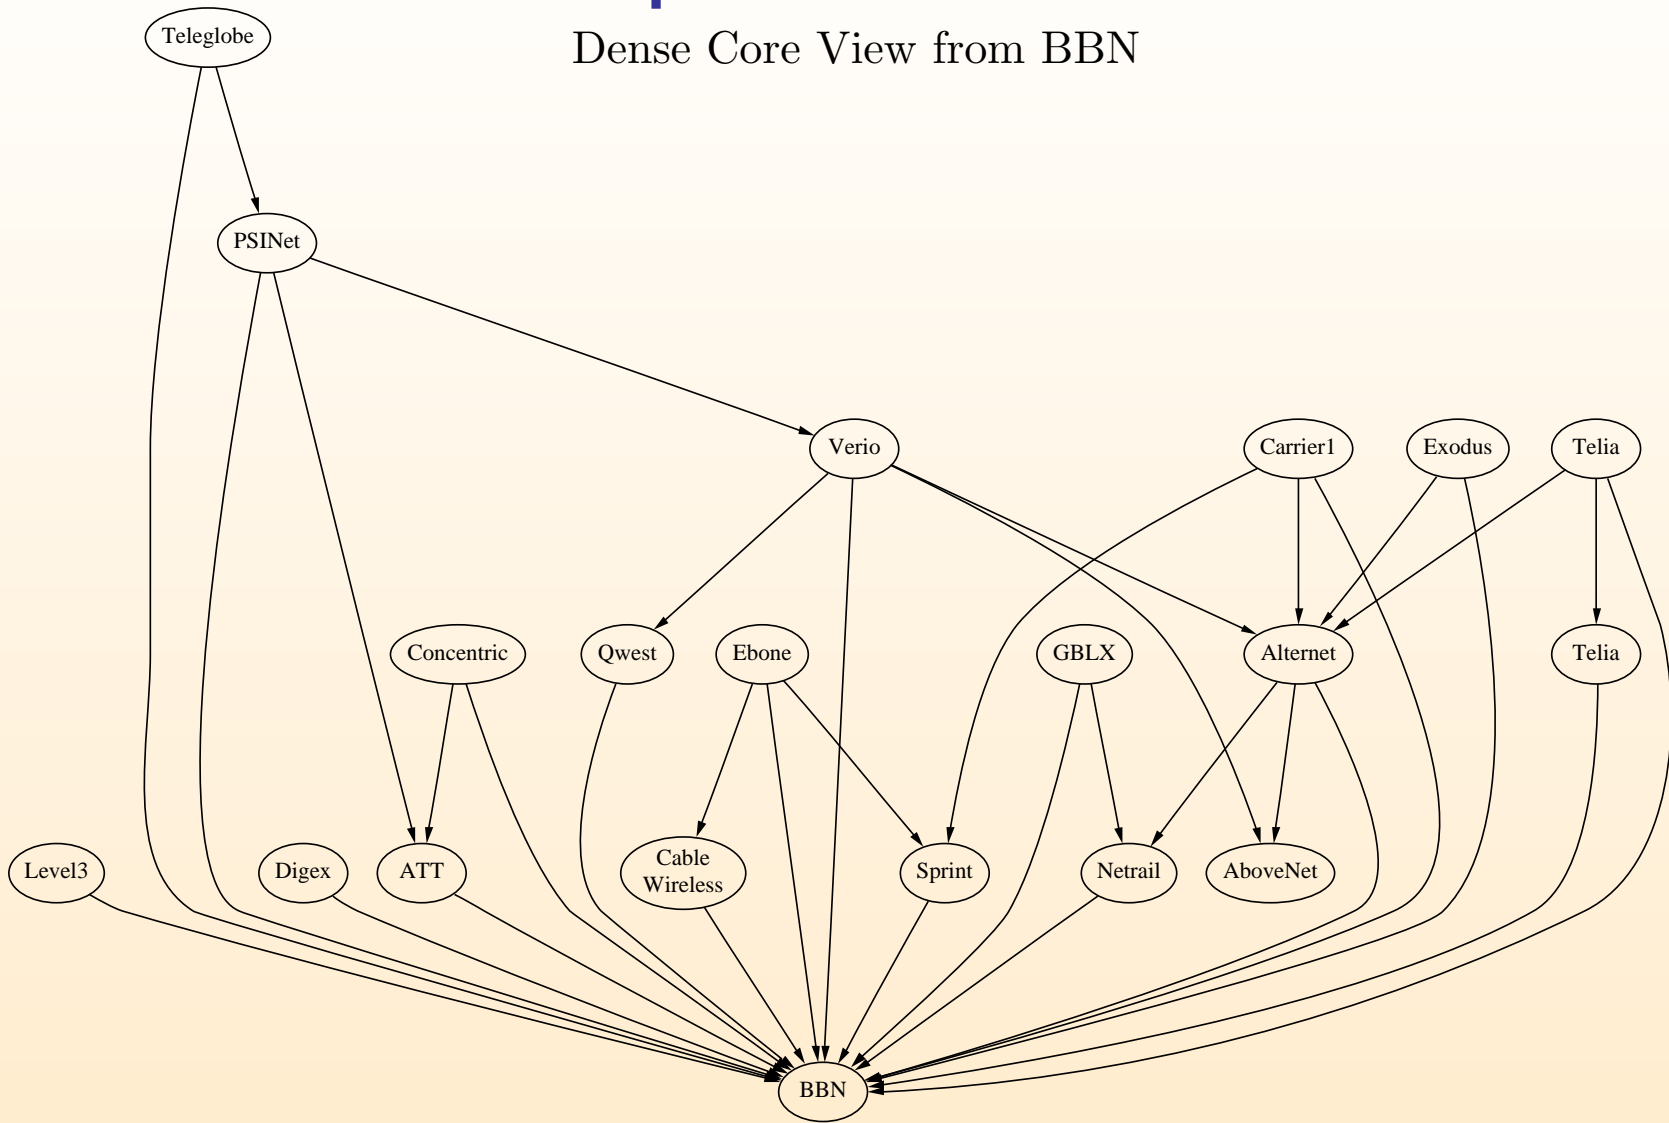 Teleglobe
Dense Core View from BBN
PSINet
Verio
Carrier1
Exodus
Telia
Concentric
Qwest
Ebone
GBLX
Alternet
Telia
Level3
Digex
ATT
Cable
Wireless
Sprint
Netrail
AboveNet
BBN